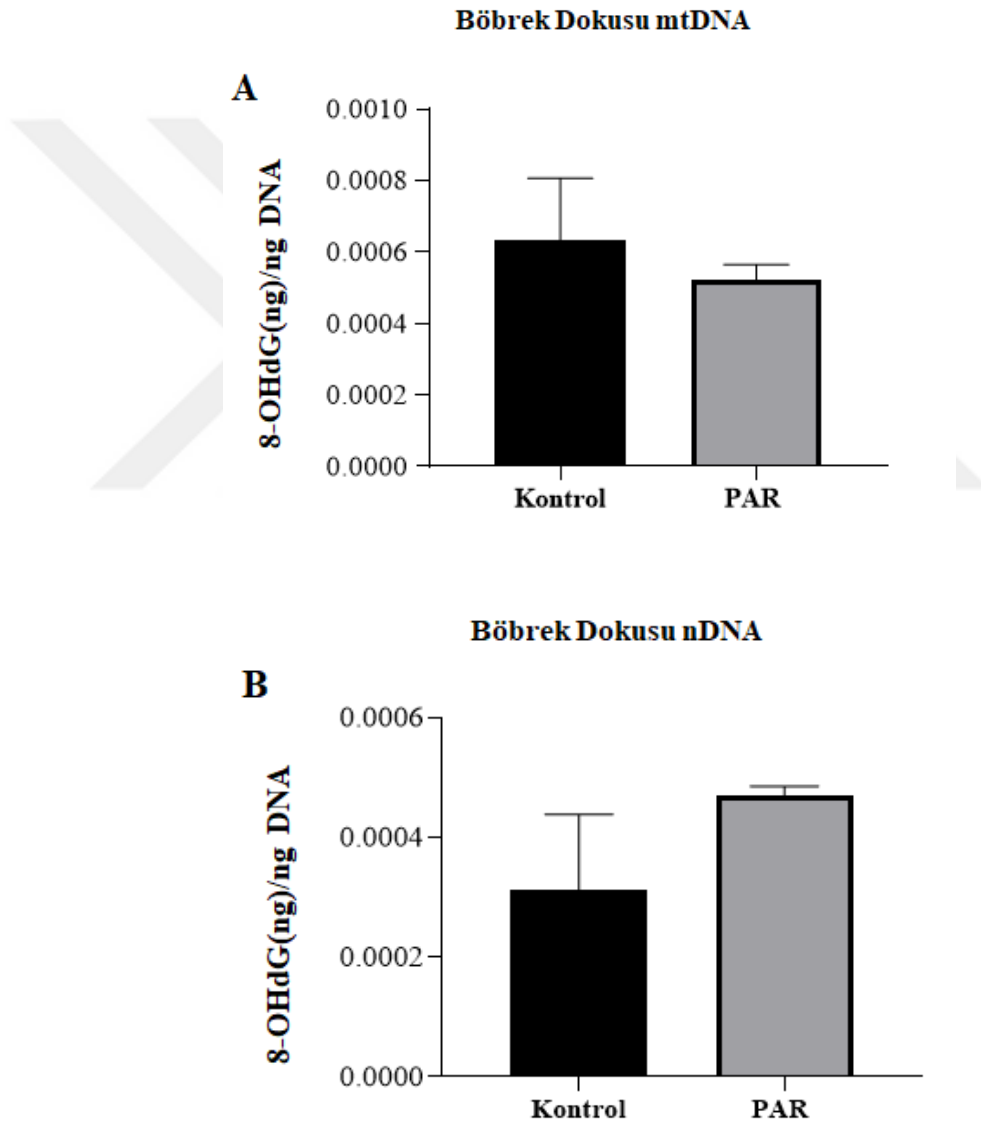 Böbrek Dokusu mtDNA
A
8-OHdG(ng)/ng DNA
0.0010
0.0008
0.0006
0.0004
0.0002
0.0000
Kontrol PAR
Böbrek Dokusu nDNA
B
8-OHdG(ng)/ng DNA
0.0006
0.0004
0.0002
0.0000
Kontrol PAR